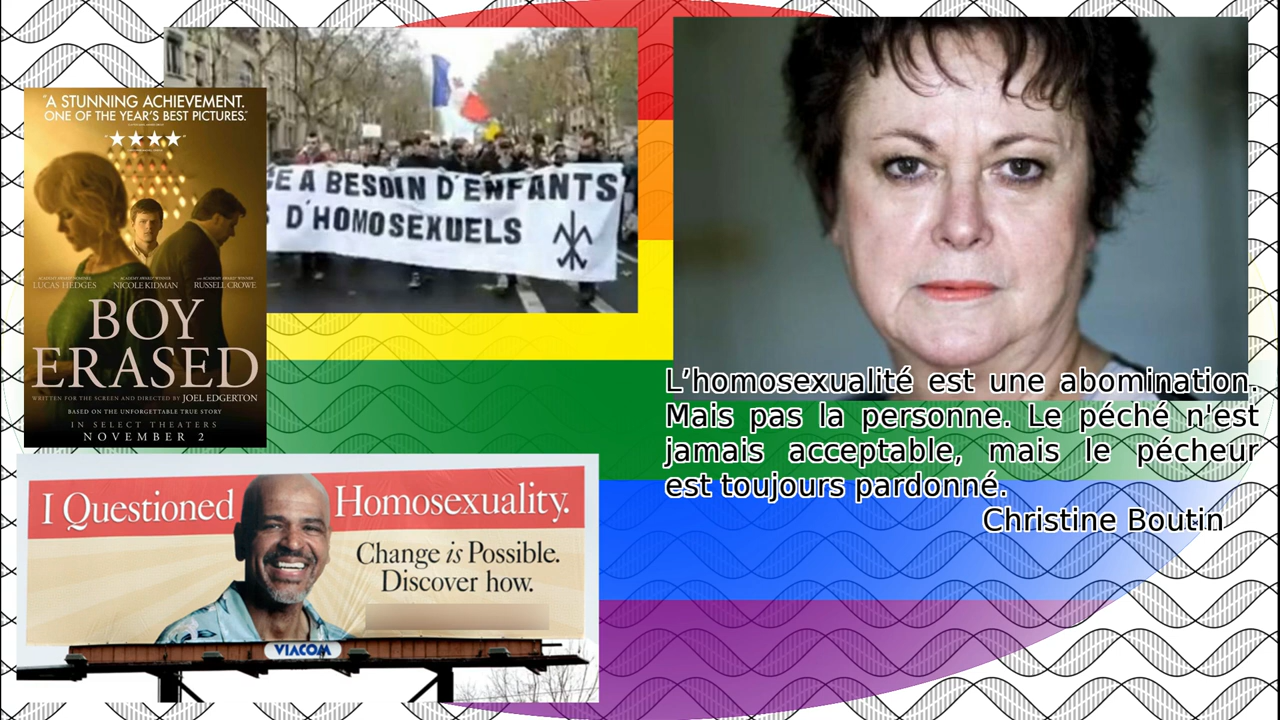 "A STUNNING ACHIEVEMENT.
ONE OF THE YEAR'S BEST PICTURES."
LUCAS HEDGES
NICOLE KIDMAN
RUSSELL CROWE
BOY
ERASED
WRITTEN FOR THE SCREEN AND DIRECTED BY JOEL EDGERTON
BASED ON THE UNFORGETTABLE TRUE STORY
IN SELECT THEATERS
NOVEMBER 2
E A BESOIN D'ENFANTS
D'HOMOSEXUELS
I Questioned Homosexuality.
Change is Possible.
Discover how.
VIACOM
L'homosexualité est une abomination.
Mais pas la personne. Le péché n'est
jamais acceptable, mais le pécheur
est toujours pardonné.
Christine Boutin